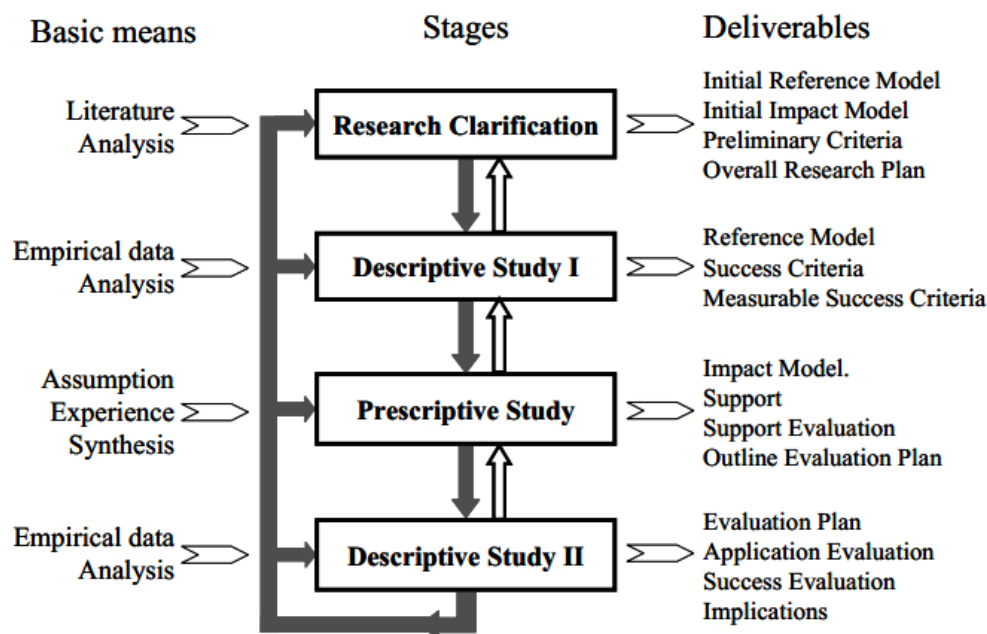 Basic means
Stages
Deliverables
Literature
Analysis
Research Clarification
Initial Reference Model
Initial Impact Model
Preliminary Criteria
Overall Research Plan
Empirical data
Analysis
Descriptive Study I
Reference Model
Success Criteria
Measurable Success Criteria
Assumption
Experience
Synthesis
Prescriptive Study
Impact Model.
Support
Support Evaluation
Outline Evaluation Plan
Empirical data
Analysis
Descriptive Study II
Evaluation Plan
Application Evaluation
Success Evaluation
Implications